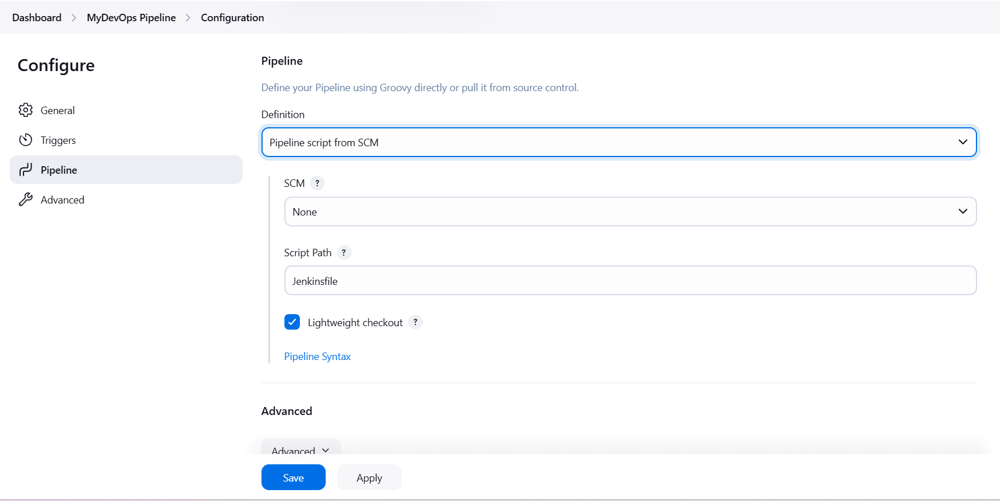 Dashboard > MyDevOps Pipeline > Configuration
Configure
General
Triggers
Pipeline
Advanced
Pipeline
Define your Pipeline using Groovy directly or pull it from source control.
Definition
Pipeline script from SCM
SCM ?
None
Script Path ?
Jenkinsfile
Lightweight checkout ?
Pipeline Syntax
Advanced
Advanced
Save Apply